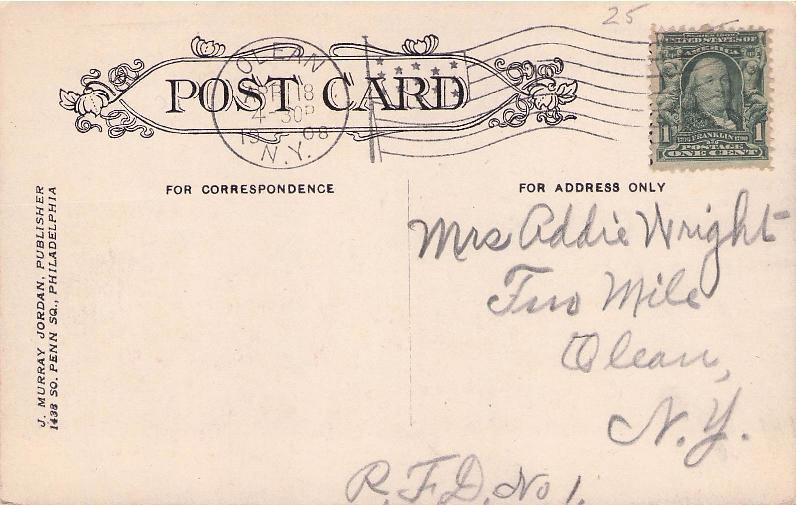 25
OLEAN
4-30P
1908
N.Y.
POST CARD
UNITED STATES OF
AMERICA
1 FRANKLIN 1
POSTAGE
ONE CENT
FOR CORRESPONDENCE
FOR ADDRESS ONLY
J. MURRAY JORDAN, PUBLISHER
1438 SO. PENN SQ., PHILADELPHIA
Mrs Addie Wright
Two Mile
Olean,
N.Y.
R.F.D. No 1.